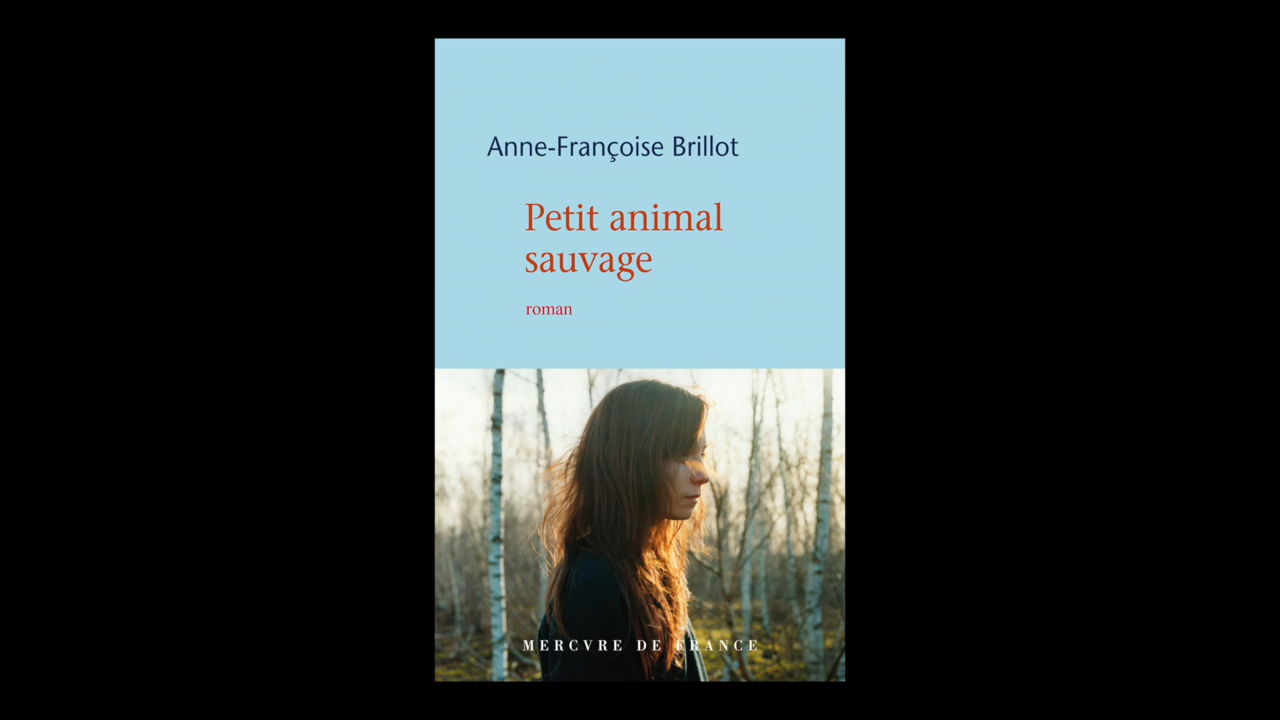 Anne-Françoise Brillot
Petit animal
sauvage
roman
MERCVRE DE FRANCE